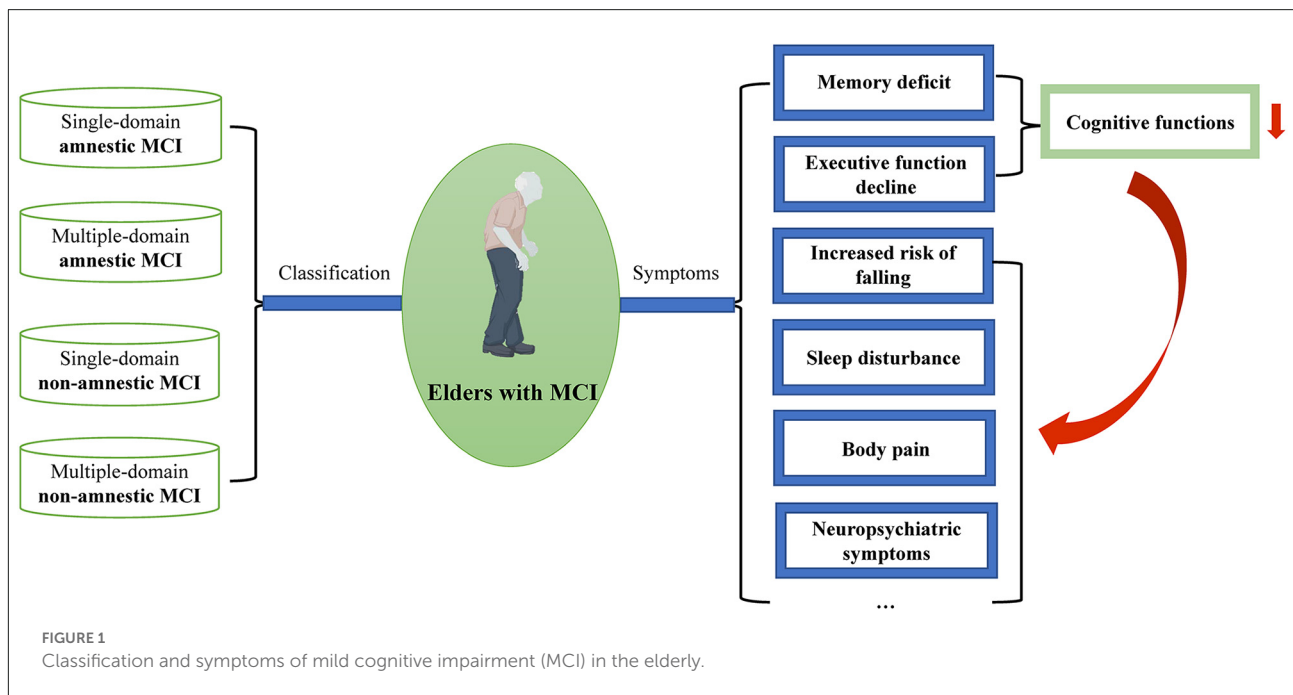 Single-domain
amnestic MCI
Multiple-domain
amnestic MCI
Single-domain
non-amnestic MCI
Multiple-domain
non-amnestic MCI
Classification
Elders with MCI
Symptoms
Memory deficit
Executive function
decline
Increased risk of
falling
Sleep disturbance
Body pain
Neuropsychiatric
symptoms
...
Cognitive functions
FIGURE 1
Classification and symptoms of mild cognitive impairment (MCI) in the elderly.